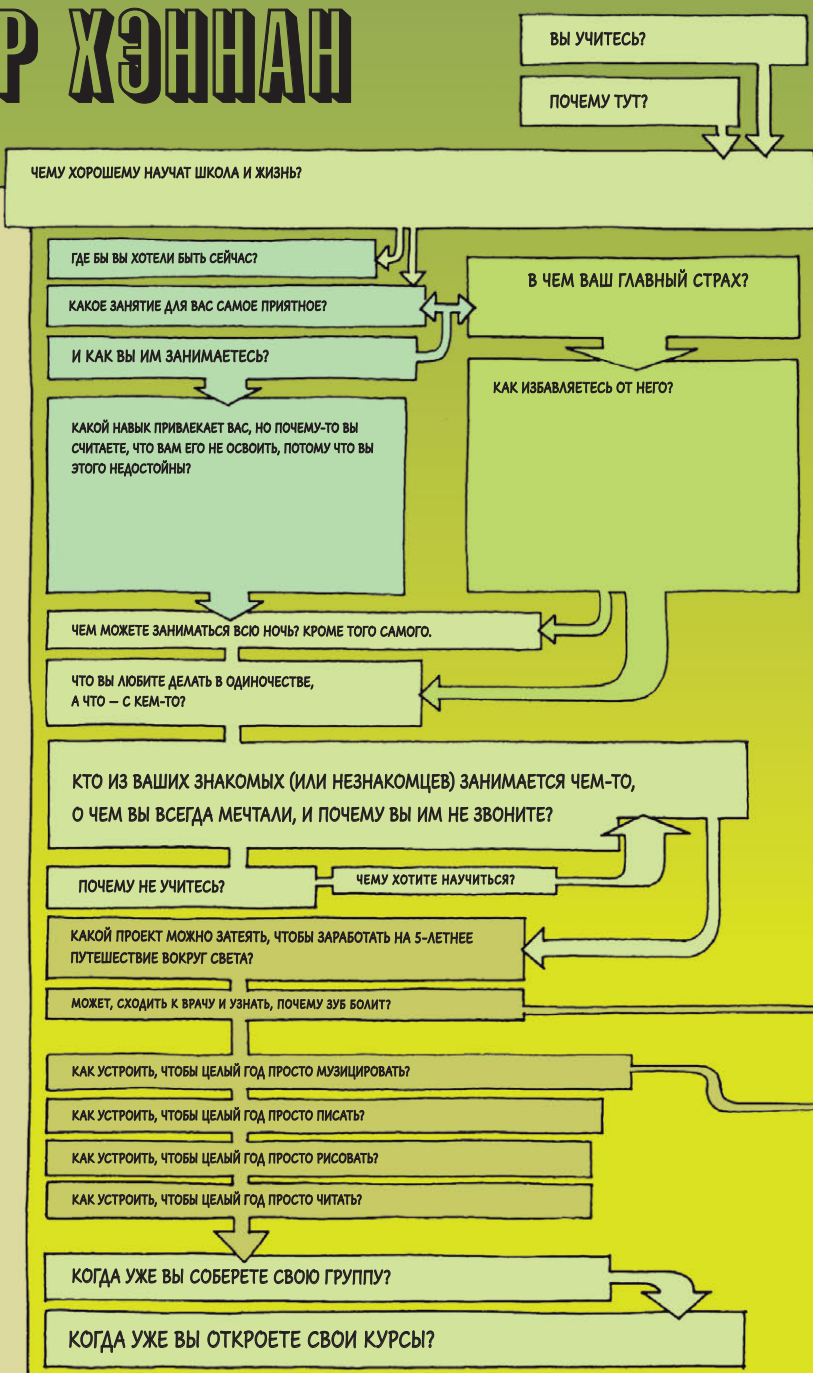 Р ХЭННАН
ВЫ УЧИТЕСЬ?
ПОЧЕМУ ТУТ?
ЧЕМУ ХОРОШЕМУ НАУЧАТ ШКОЛА И ЖИЗНЬ?
ГДЕ БЫ ВЫ ХОТЕЛИ БЫТЬ СЕЙЧАС?
КАКОЕ ЗАНЯТИЕ ДЛЯ ВАС САМОЕ ПРИЯТНОЕ?
И КАК ВЫ ИМ ЗАНИМАЕТЕСЬ?
В ЧЕМ ВАШ ГЛАВНЫЙ СТРАХ?
КАК ИЗБАВЛЯЕТЕСЬ ОТ НЕГО?
КАКОЙ НАВЫК ПРИВЛЕКАЕТ ВАС, НО ПОЧЕМУ-ТО ВЫ
СЧИТАЕТЕ, ЧТО ВАМ ЕГО НЕ ОСВОИТЬ, ПОТОМУ ЧТО ВЫ
ЭТОГО НЕДОСТОЙНЫ?
ЧЕМ МОЖЕТЕ ЗАНИМАТЬСЯ ВСЮ НОЧЬ? КРОМЕ ТОГО САМОГО.
ЧТО ВЫ ЛЮБИТЕ ДЕЛАТЬ В ОДИНОЧЕСТВЕ,
А ЧТО — С КЕМ-ТО?
КТО ИЗ ВАШИХ ЗНАКОМЫХ (ИЛИ НЕЗНАКОМЦЕВ) ЗАНИМАЕТСЯ ЧЕМ-ТО,
О ЧЕМ ВЫ ВСЕГДА МЕЧТАЛИ, И ПОЧЕМУ ВЫ ИМ НЕ ЗВОНИТЕ?
ПОЧЕМУ НЕ УЧИТЕСЬ?
ЧЕМУ ХОТИТЕ НАУЧИТЬСЯ?
КАКОЙ ПРОЕКТ МОЖНО ЗАТЕЯТЬ, ЧТОБЫ ЗАРАБОТАТЬ НА 5-ЛЕТНЕЕ
ПУТЕШЕСТВИЕ ВОКРУГ СВЕТА?
МОЖЕТ, СХОДИТЬ К ВРАЧУ И УЗНАТЬ, ПОЧЕМУ ЗУБ БОЛИТ?
КАК УСТРОИТЬ, ЧТОБЫ ЦЕЛЫЙ ГОД ПРОСТО МУЗИЦИРОВАТЬ?
КАК УСТРОИТЬ, ЧТОБЫ ЦЕЛЫЙ ГОД ПРОСТО ПИСАТЬ?
КАК УСТРОИТЬ, ЧТОБЫ ЦЕЛЫЙ ГОД ПРОСТО РИСОВАТЬ?
КАК УСТРОИТЬ, ЧТОБЫ ЦЕЛЫЙ ГОД ПРОСТО ЧИТАТЬ?
КОГДА УЖЕ ВЫ СОБЕРЕТЕ СВОЮ ГРУППУ?
КОГДА УЖЕ ВЫ ОТКРОЕТЕ СВОИ КУРСЫ?